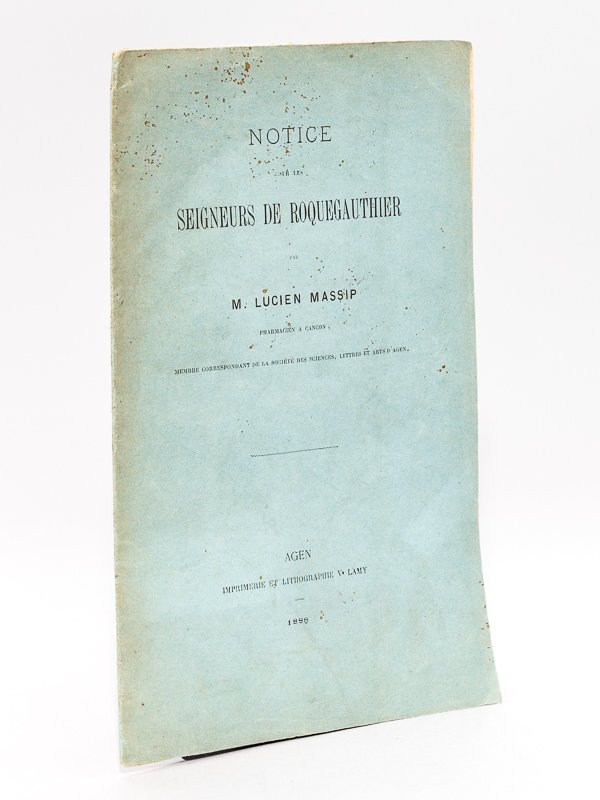 NOTICE
SUR LES
SEIGNEURS DE ROQUEGAUTHIER
PAR
M. LUCIEN MASSIP
PHARMACIEN A CANCON,
MEMBRE CORRESPONDANT DE LA SOCIÉTÉ DES SCIENCES, LETTRES ET ARTS D'AGEN,
AGEN
IMPRIMERIE ET LITHOGRAPHIE Ve LAMY
1888